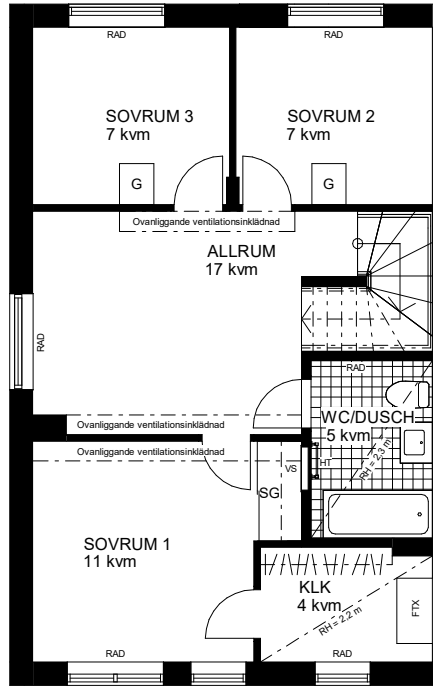 RAD
RAD
SOVRUM 3
7 kvm
SOVRUM 2
7 kvm
G
G
Ovanliggande ventilationsinklädnad
ALLRUM
17 kvm
RAD
RAD
WC/DUSCH
5 kvm
Ovanliggande ventilationsinklädnad
Ovanliggande ventilationsinklädnad
VS
HT
RH = 2,3 m
SG
SOVRUM 1
11 kvm
KLK
4 kvm
FTX
RH = 2,2 m
RAD
RAD